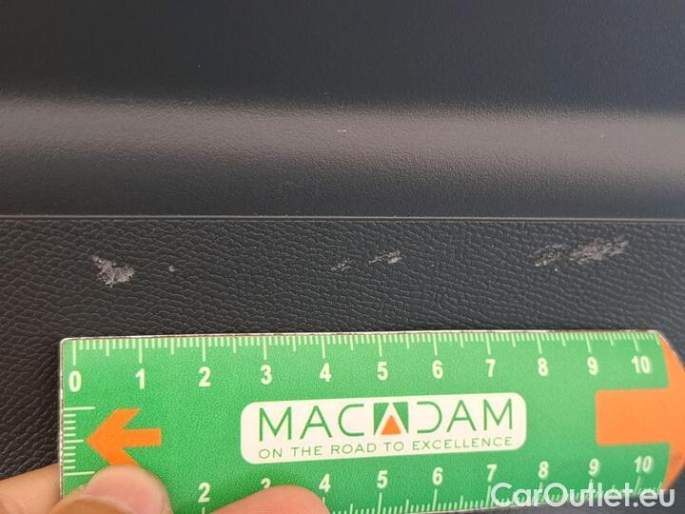 0 1 2 3 4 5 6 7 8 9 10
MACADAM
ON THE ROAD TO EXCELLENCE
2 3 4 5 6 7 8 9 10
CarOutlet.eu